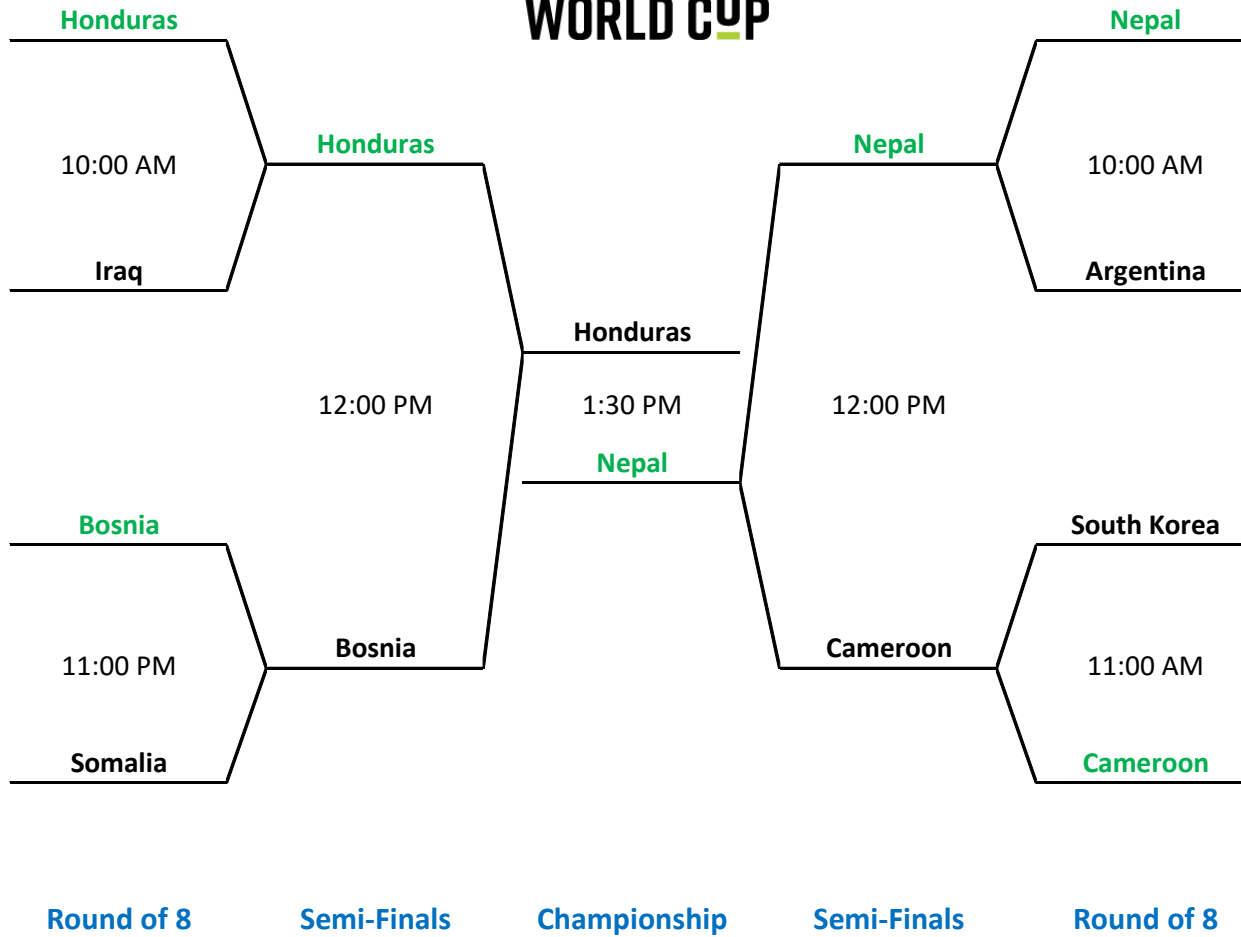 WORLD CUP
Honduras
Nepal
Honduras
Nepal
10:00 AM
10:00 AM
Iraq
Argentina
Honduras
12:00 PM
1:30 PM
12:00 PM
Nepal
Bosnia
South Korea
Bosnia
Cameroon
11:00 PM
11:00 AM
Somalia
Cameroon
Round of 8
Semi-Finals
Championship
Semi-Finals
Round of 8